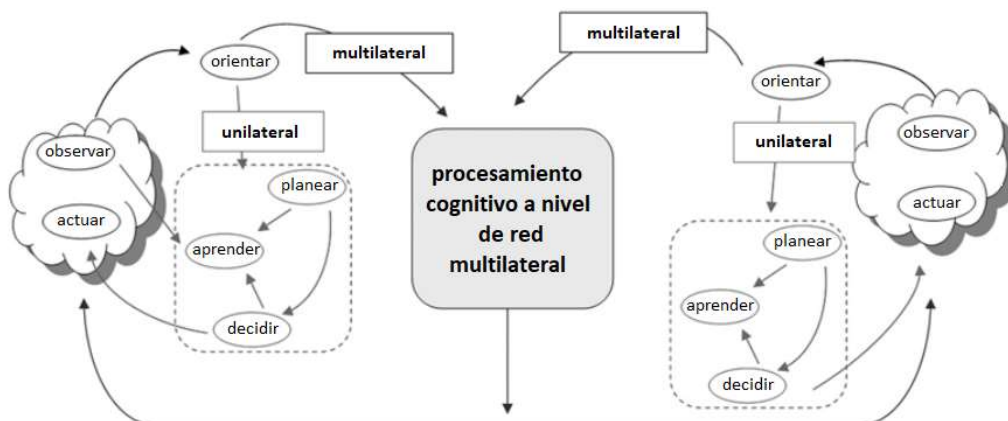 multilateral
multilateral
orientar
orientar
unilateral
unilateral
observar
observar
planear
actuar
actuar
procesamiento
cognitivo a nivel
de red
multilateral
aprender
planear
aprender
decidir
decidir